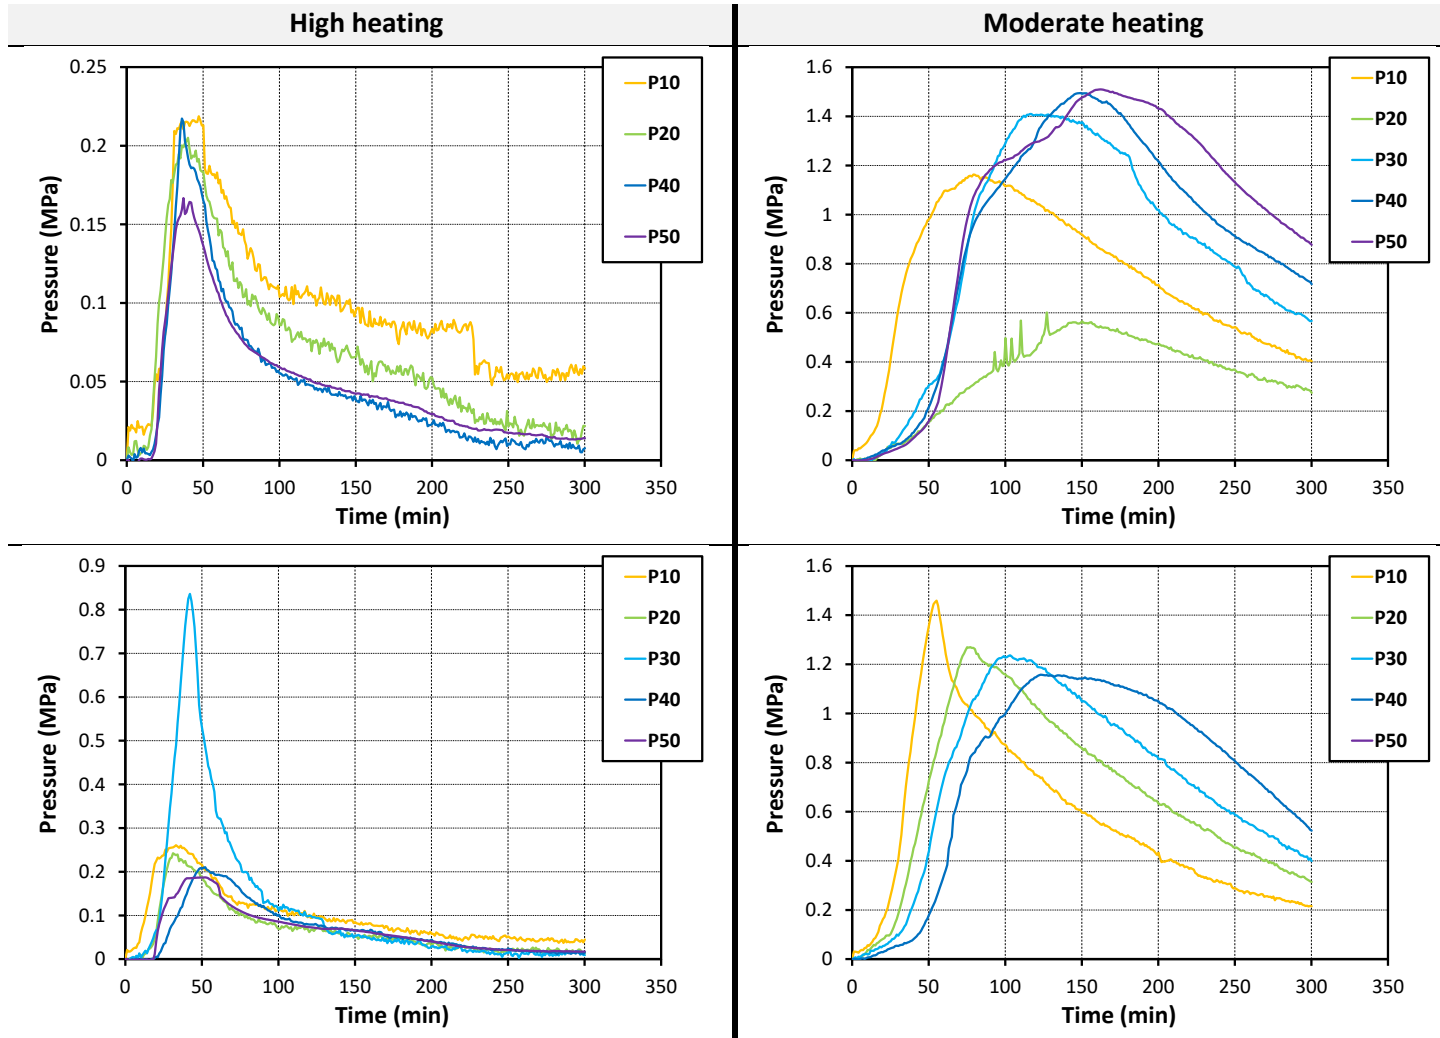 High heating
Moderate heating
Pressure (MPa)
0.25
0.2
0.15
0.1
0.05
0
0 50 100 150 200 250 300 350
Time (min)
P10
P20
P40
P50
Pressure (MPa)
1.6
1.4
1.2
1
0.8
0.6
0.4
0.2
0
0 50 100 150 200 250 300 350
Time (min)
P10
P20
P30
P40
P50
Pressure (MPa)
0.9
0.8
0.7
0.6
0.5
0.4
0.3
0.2
0.1
0
0 50 100 150 200 250 300 350
Time (min)
P10
P20
P30
P40
P50
Pressure (MPa)
1.6
1.4
1.2
1
0.8
0.6
0.4
0.2
0
0 50 100 150 200 250 300 350
Time (min)
P10
P20
P30
P40
P50